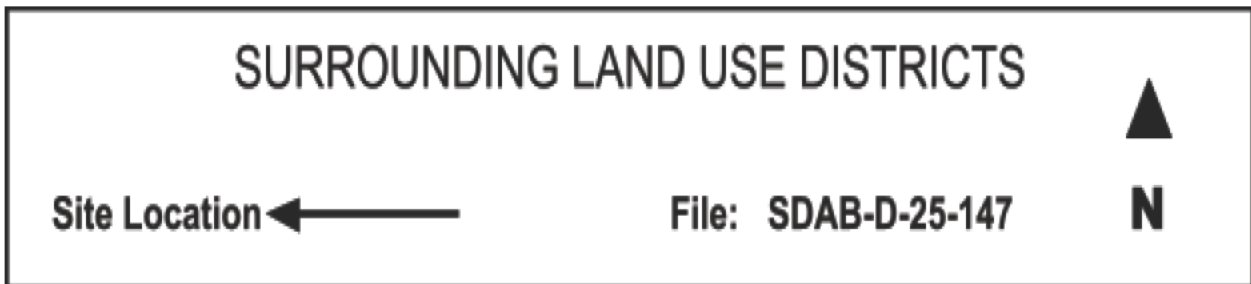 SURROUNDING LAND USE DISTRICTS
Site Location File: SDAB-D-25-147 N